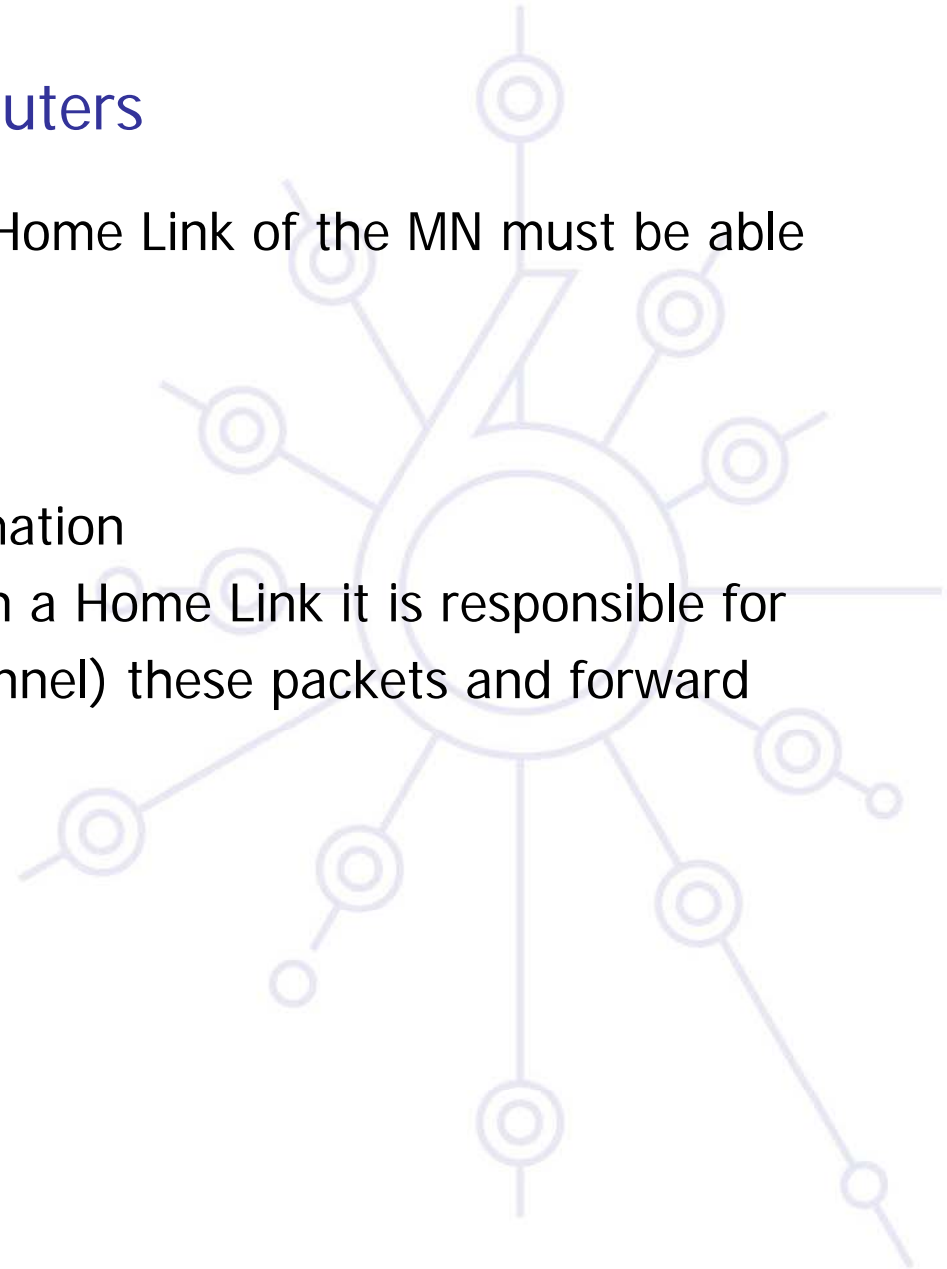 uters
Home Link of the MN must be able
nation
n a Home Link it is responsible for
nnel) these packets and forward